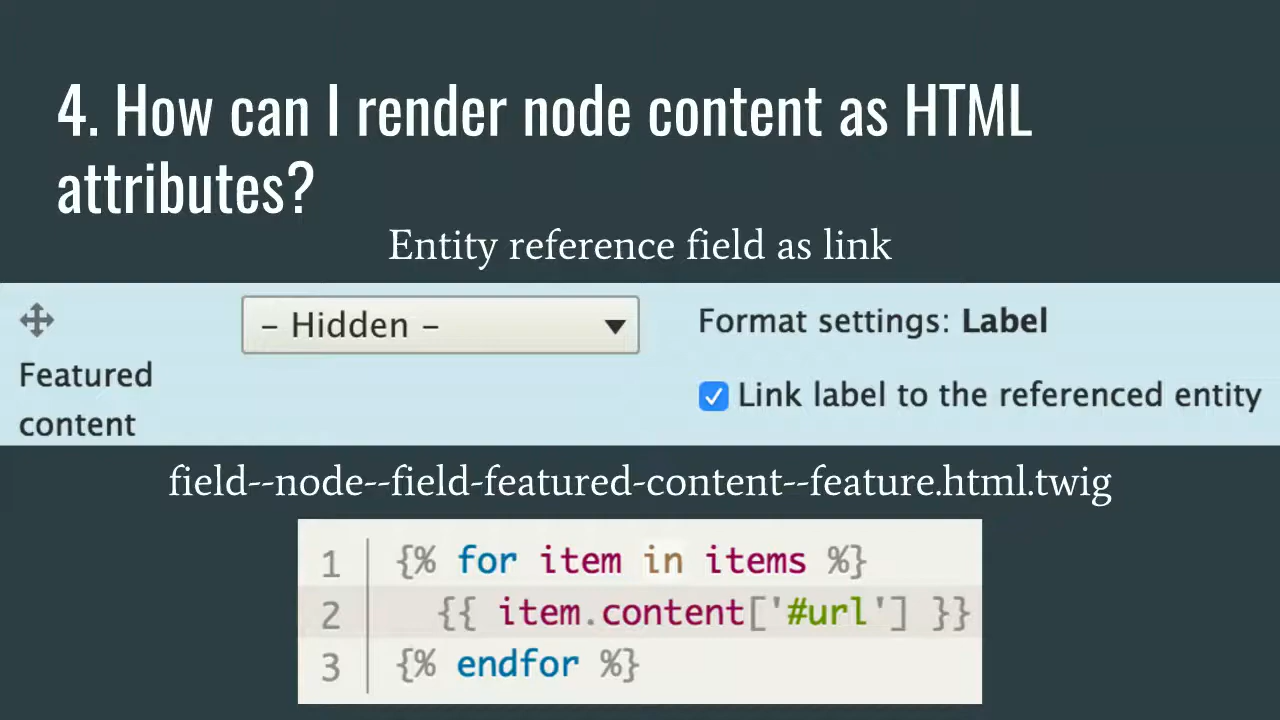 4. How can I render node content as HTML
attributes?
Entity reference field as link
– Hidden –
Format settings: Label
Featured
content
Link label to the referenced entity
field--node--field-featured-content--feature.html.twig
1 {% for item in items %}
2 {{ item.content['#url'] }}
3 {% endfor %}